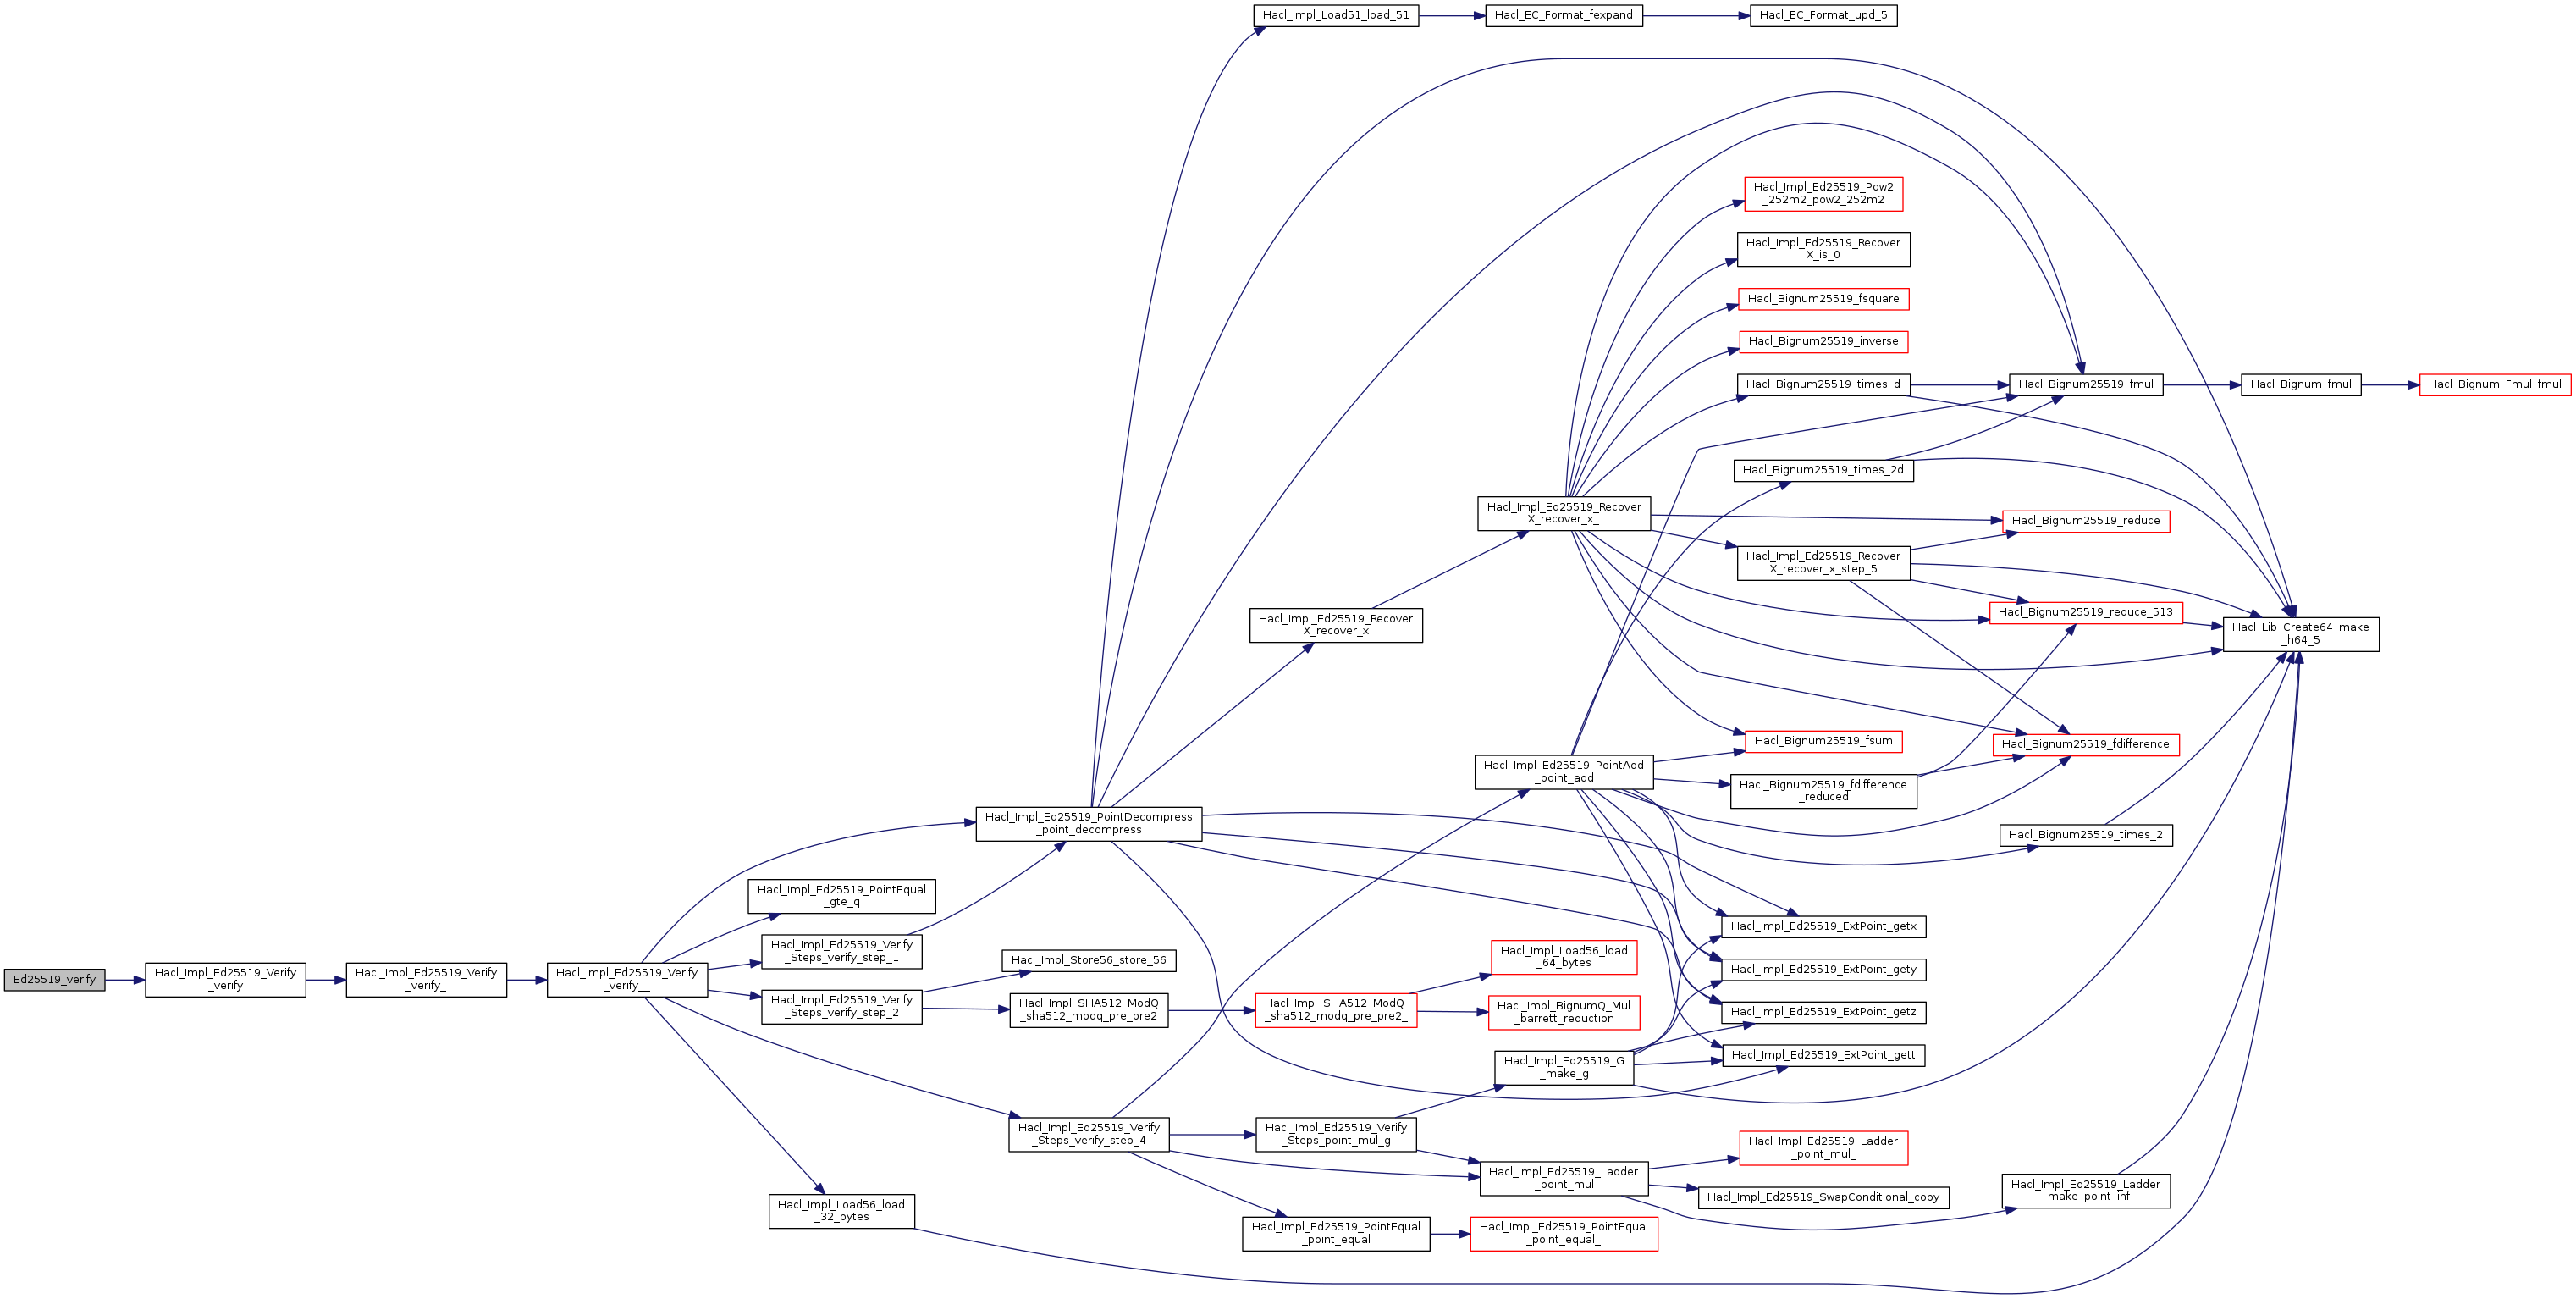 Ed25519_verify
Hacl_Impl_Ed25519_Verify
_verify
Hacl_Impl_Ed25519_Verify
_verify_
Hacl_Impl_Ed25519_Verify
_verify__
Hacl_Impl_Ed25519_PointEqual
_gte_q
Hacl_Impl_Ed25519_Verify
_Steps_verify_step_1
Hacl_Impl_Ed25519_Verify
_Steps_verify_step_2
Hacl_Impl_Load56_load
_32_bytes
Hacl_Impl_Ed25519_PointDecompress
_point_decompress
Hacl_Impl_Store56_store_56
Hacl_Impl_SHA512_ModQ
_sha512_modq_pre_pre2
Hacl_Impl_Ed25519_Verify
_Steps_verify_step_4
Hacl_Impl_Load51_load_51
Hacl_Impl_Ed25519_Recover
X_recover_x
Hacl_Impl_SHA512_ModQ
_sha512_modq_pre_pre2_
Hacl_Impl_Ed25519_Verify
_Steps_point_mul_g
Hacl_Impl_Ed25519_PointEqual
_point_equal
Hacl_EC_Format_fexpand
Hacl_Impl_Ed25519_Recover
X_recover_x_
Hacl_Impl_Ed25519_PointAdd
_point_add
Hacl_Impl_Load56_load
_64_bytes
Hacl_Impl_BignumQ_Mul
_barrett_reduction
Hacl_Impl_Ed25519_G
_make_g
Hacl_Impl_Ed25519_Ladder
_point_mul
Hacl_Impl_Ed25519_PointEqual
_point_equal_
Hacl_EC_Format_upd_5
Hacl_Impl_Ed25519_Pow2
_252m2_pow2_252m2
Hacl_Impl_Ed25519_Recover
X_is_0
Hacl_Bignum25519_fsquare
Hacl_Bignum25519_inverse
Hacl_Bignum25519_times_d
Hacl_Bignum25519_times_2d
Hacl_Impl_Ed25519_Recover
X_recover_x_step_5
Hacl_Bignum25519_fsum
Hacl_Bignum25519_fdifference
_reduced
Hacl_Impl_Ed25519_ExtPoint_getx
Hacl_Impl_Ed25519_ExtPoint_gety
Hacl_Impl_Ed25519_ExtPoint_getz
Hacl_Impl_Ed25519_ExtPoint_gett
Hacl_Impl_Ed25519_Ladder
_point_mul_
Hacl_Impl_Ed25519_SwapConditional_copy
Hacl_Bignum25519_fmul
Hacl_Bignum25519_reduce
Hacl_Bignum25519_reduce_513
Hacl_Bignum25519_fdifference
Hacl_Bignum25519_times_2
Hacl_Impl_Ed25519_Ladder
_make_point_inf
Hacl_Bignum_fmul
Hacl_Lib_Create64_make
_h64_5
Hacl_Bignum_Fmul_fmul